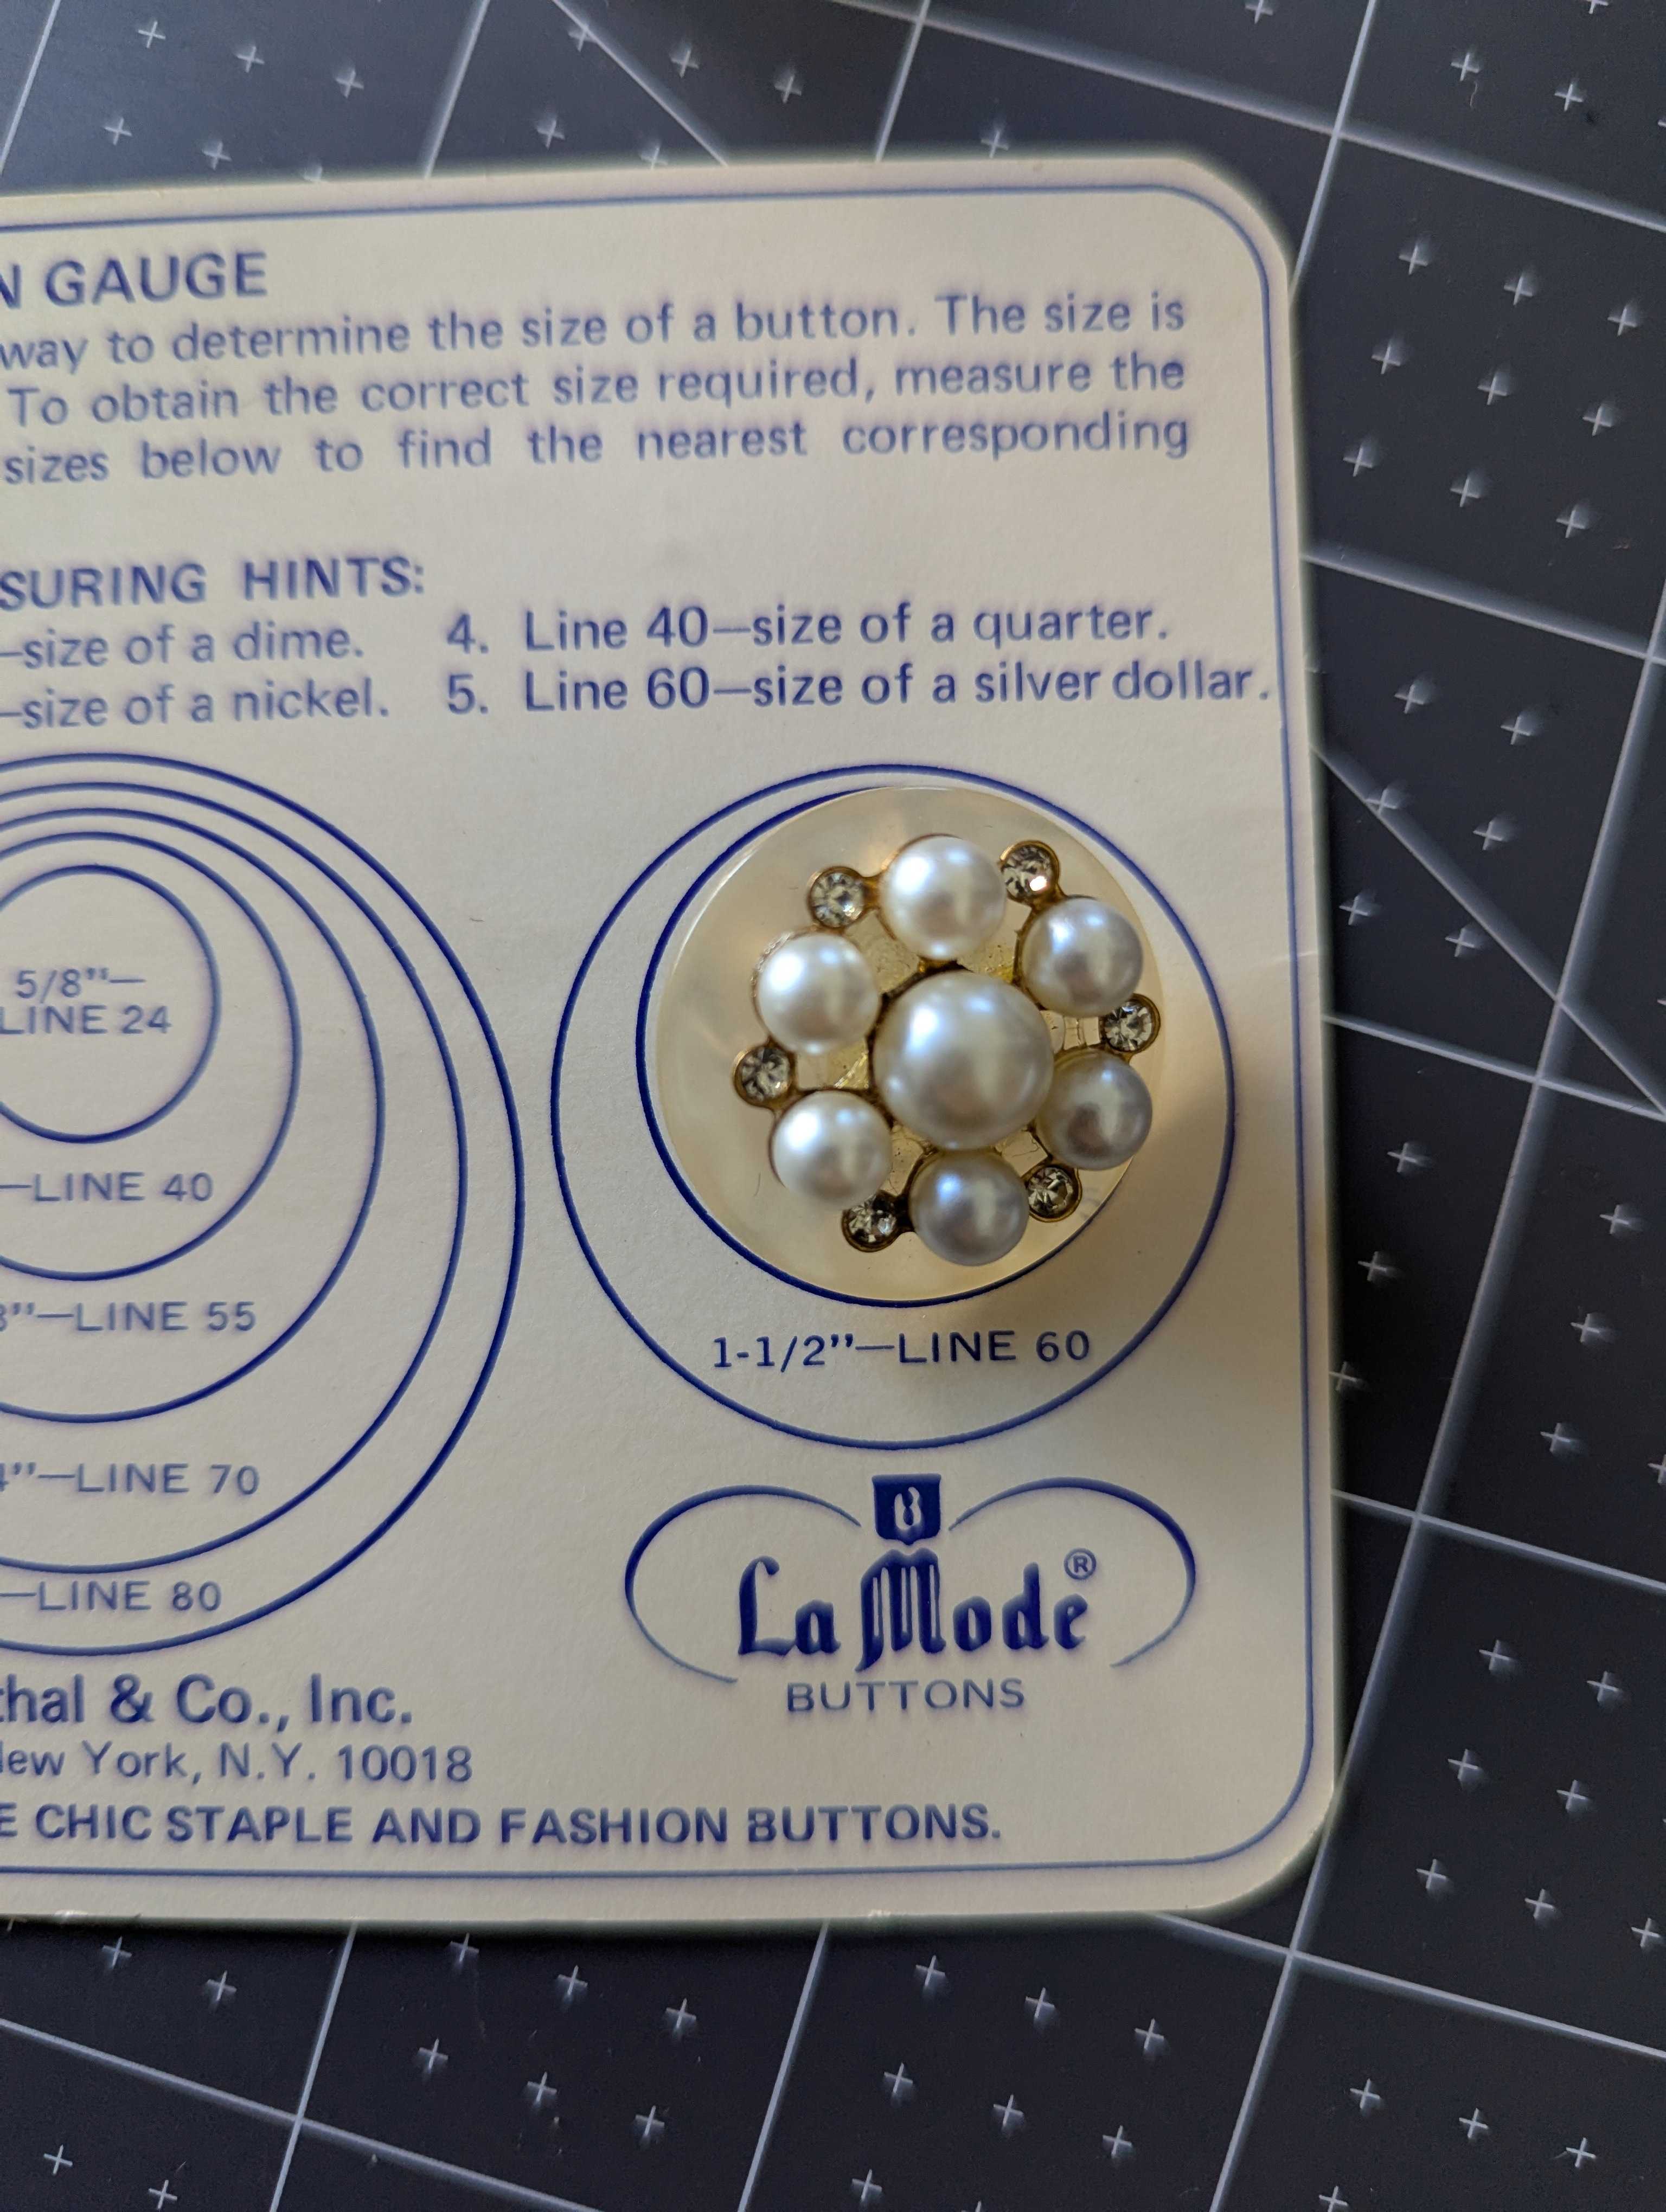 N GAUGE
way to determine the size of a button. The size is
To obtain the correct size required, measure the
sizes below to find the nearest corresponding
SURING HINTS:
—size of a dime. 4. Line 40—size of a quarter.
—size of a nickel. 5. Line 60—size of a silver dollar.
5/8"—
LINE 24
—LINE 40
8"—LINE 55
4"—LINE 70
—LINE 80
1-1/2"—LINE 60
La Mode®
BUTTONS
thal & Co., Inc.
New York, N.Y. 10018
E CHIC STAPLE AND FASHION BUTTONS.